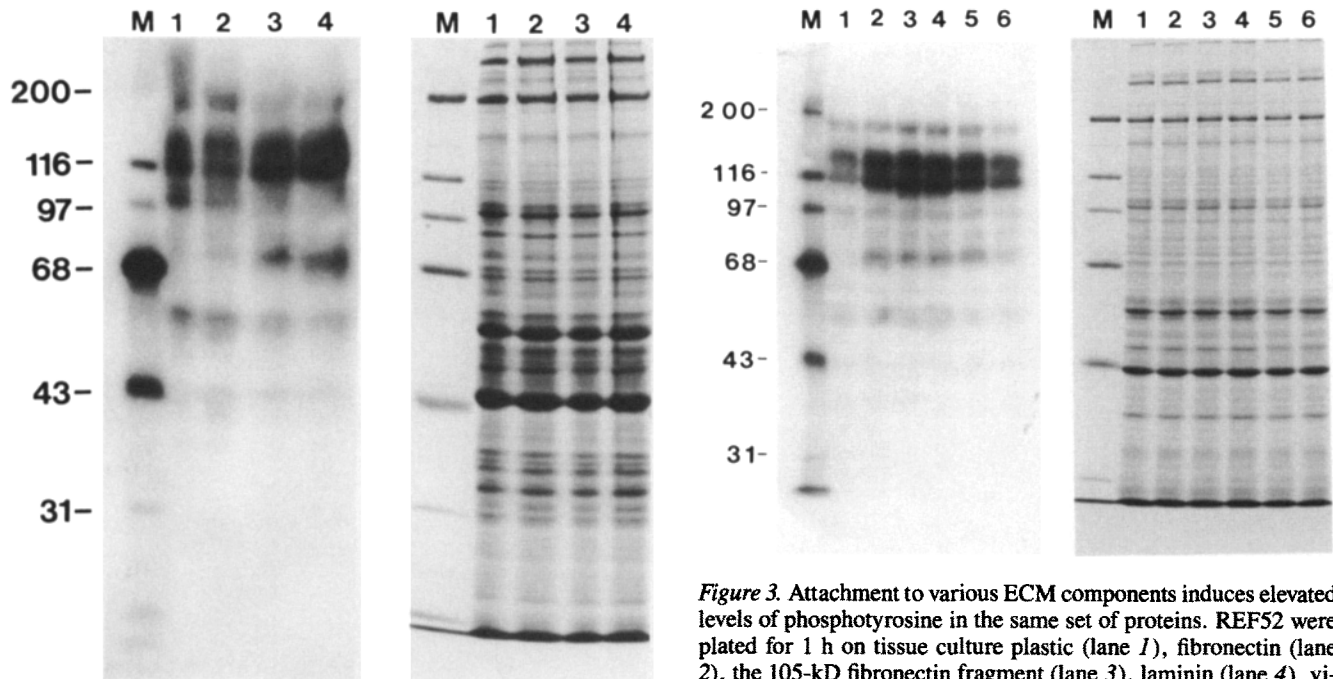 M 1 2 3 4
200-
116-
97-
68-
43-
31-
M 1 2 3 4
M 1 2 3 4 5 6
200-
116-
97-
68-
43-
31-
M 1 2 3 4 5 6
Figure 3. Attachment to various ECM components induces elevated
levels of phosphotyrosine in the same set of proteins. REF52 were
plated for 1 h on tissue culture plastic (lane 1), fibronectin (lane
2), the 105-kD fibronectin fragment (lane 3), laminin (lane 4), vi-